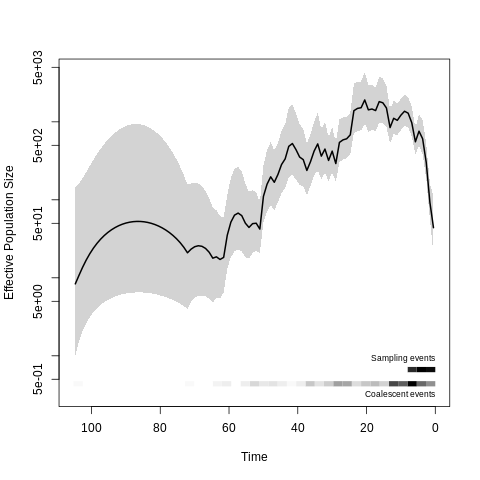 5e+03
5e+02
5e+01
5e+00
5e-01
Effective Population Size
Sampling events
Coalescent events
100 80 60 40 20 0
Time